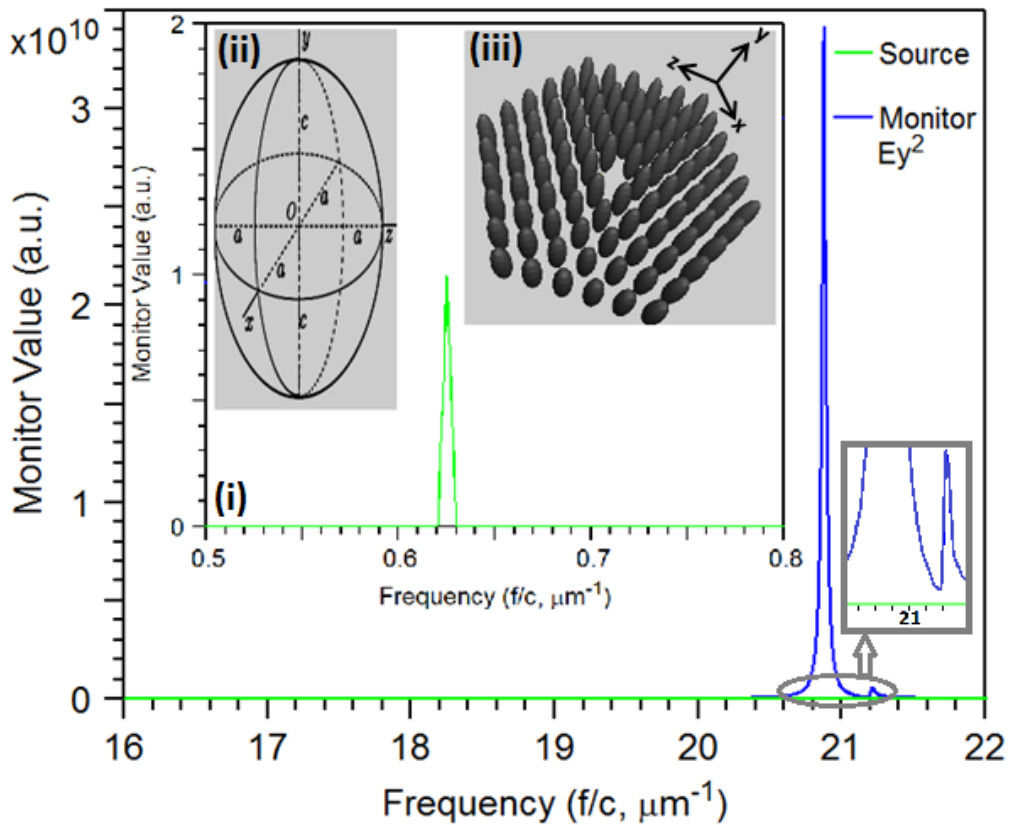 x10^10
3
2
1
0
Monitor Value (a.u.)
16 17 18 19 20 21 22
Frequency (f/c, μm^-1)
Source
Monitor
Ey^2
(i)
2
1
0
Monitor Value (a.u.)
0.5 0.6 0.7 0.8
Frequency (f/c, μm^-1)
(ii)
y
c
a
O
a a z
a
x
c
(iii)
z y
x
21